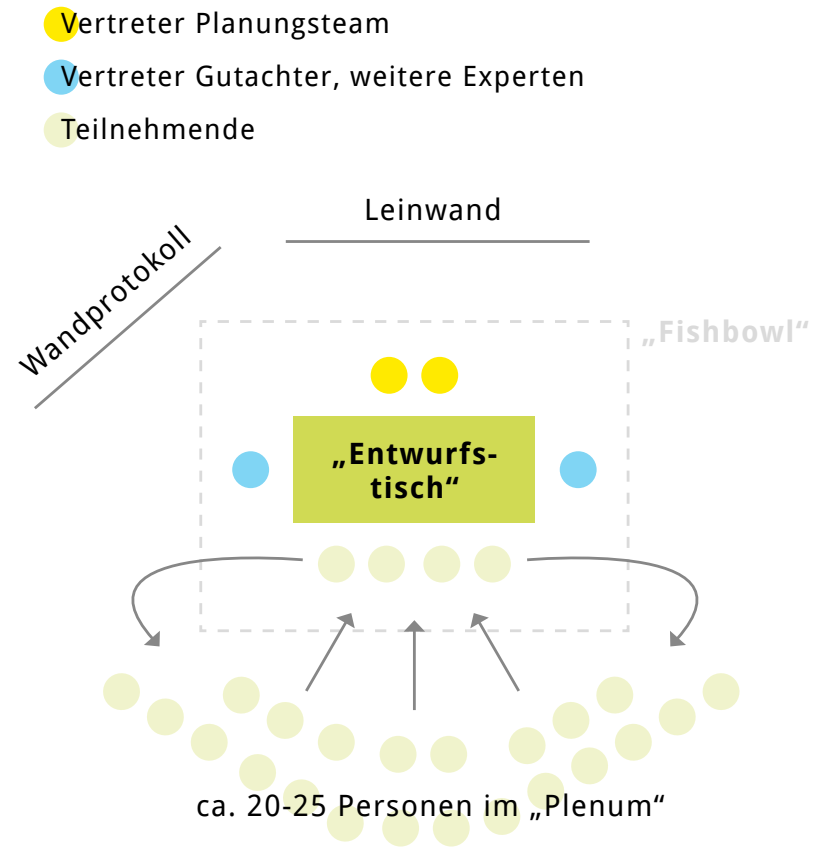 Vertreter Planungsteam
Vertreter Gutachter, weitere Experten
Teilnehmende
Leinwand
Wandprotokoll
„Fishbowl“
„Entwurfs-
tisch“
ca. 20-25 Personen im „Plenum“